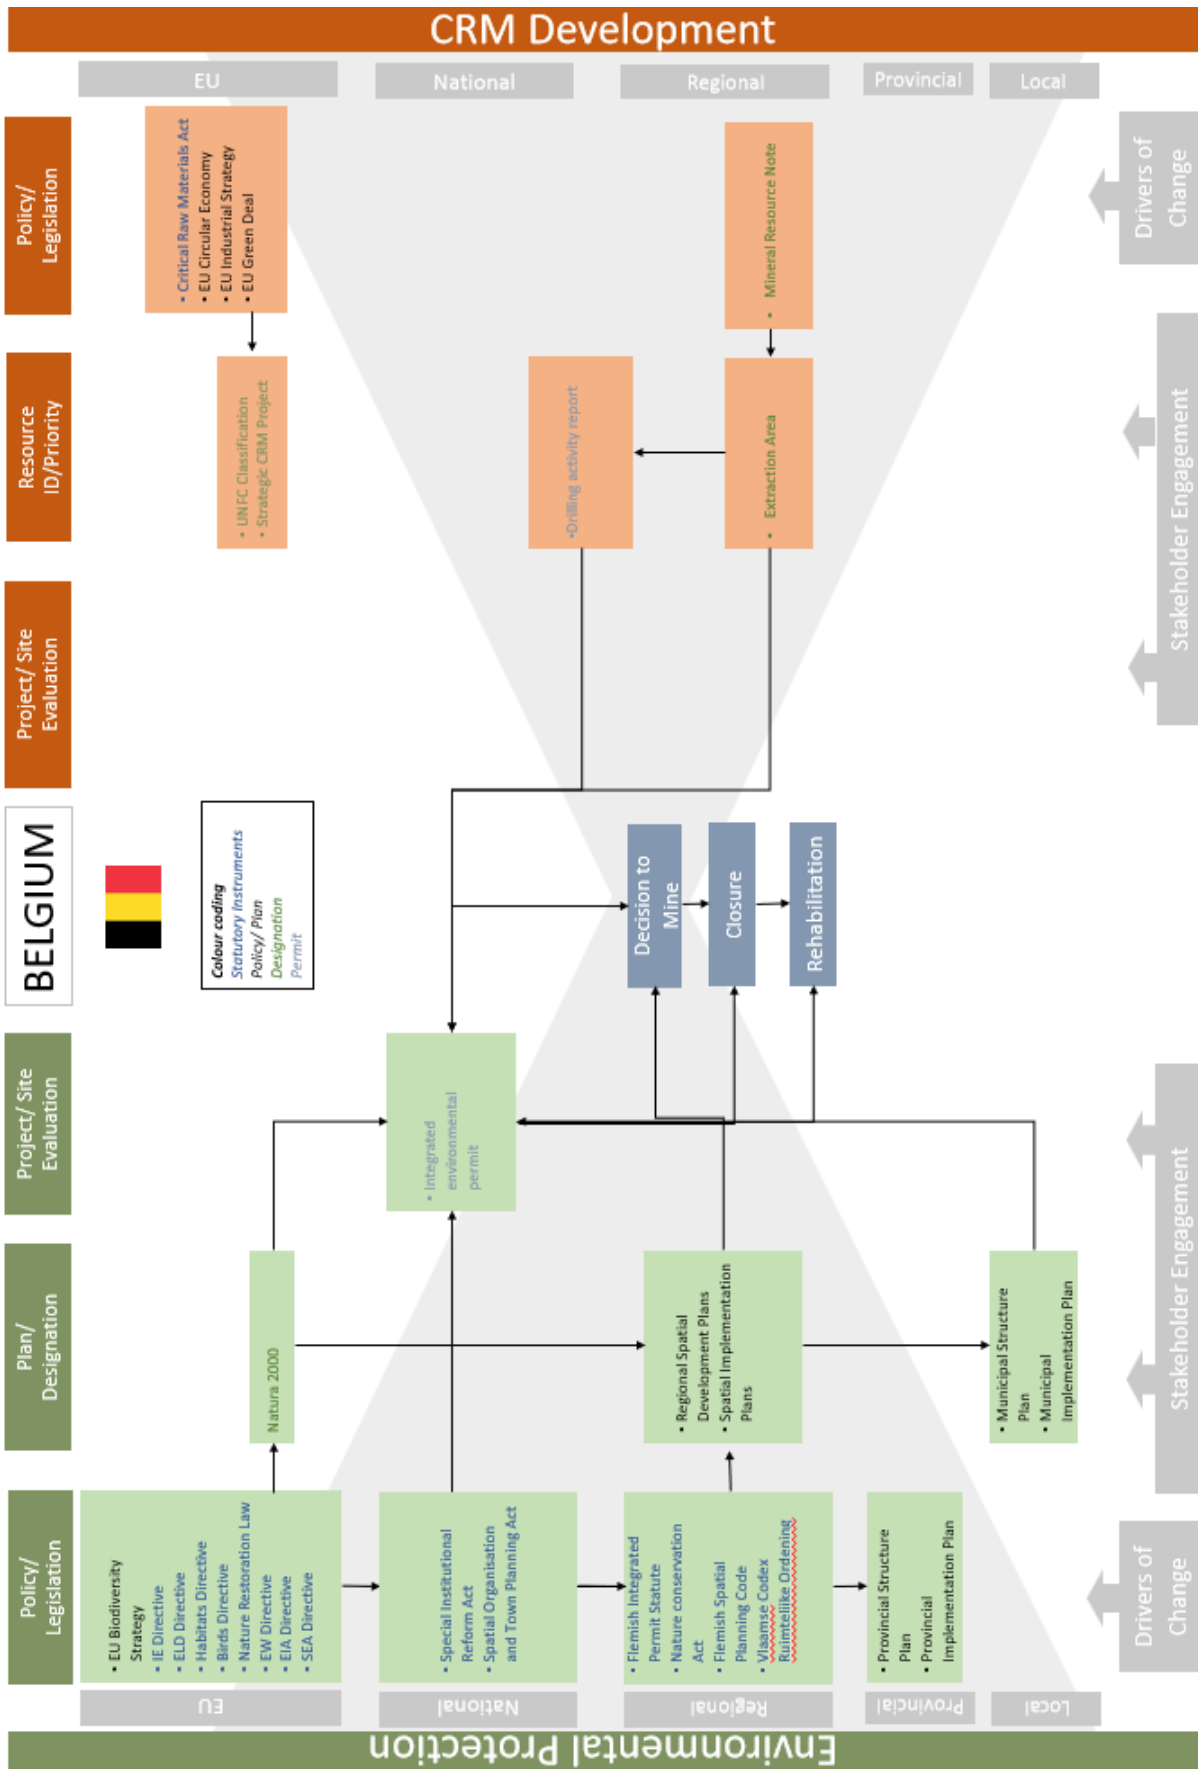 CRM Development
EU
National
Regional
Provincial
Local
Policy/
Legislation
• Critical Raw Materials Act
• EU Circular Economy
• EU Industrial Strategy
• EU Green Deal
• Mineral Resource Note
Drivers of
Change
Resource
ID/Priority
• UNFC Classification
• Strategic CRM Project
•Drilling activity report
• Extraction Area
Stakeholder Engagement
Project/ Site
Evaluation
BELGIUM
Colour coding
Statutory Instruments
Policy/ Plan
Designation
Permit
Decision to
Mine
Closure
Rehabilitation
Project/ Site
Evaluation
• Integrated
environmental
permit
Stakeholder Engagement
Plan/
Designation
Natura 2000
• Regional Spatial
Development Plans
• Spatial Implementation
Plans
• Municipal Structure
Plan
• Municipal
Implementation Plan
Policy/
Legislation
• EU Biodiversity
Strategy
• IE Directive
• ELD Directive
• Habitats Directive
• Birds Directive
• Nature Restoration Law
• EW Directive
• EIA Directive
• SEA Directive
• Special Institutional
Reform Act
• Spatial Organisation
and Town Planning Act
• Flemish Integrated
Permit Statute
• Nature conservation
Act
• Flemish Spatial
Planning Code
• Vlaamse Codex
Ruimteliike Ordening
• Provincial Structure
Plan
• Provincial
Implementation Plan
Drivers of
Change
EU
National
Regional
Provincial
Local
Environmental Protection